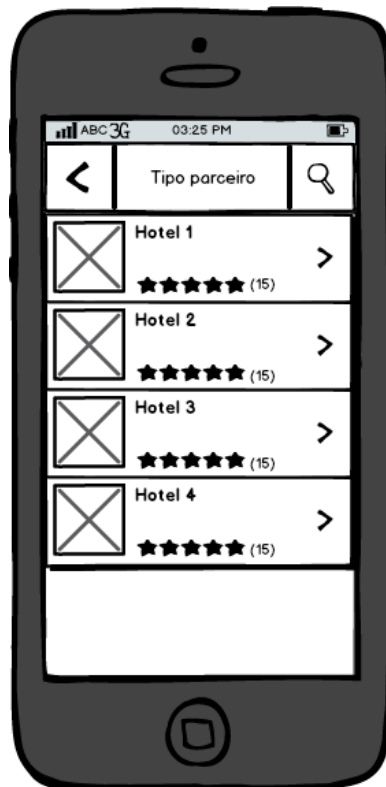 ABC 3G 03:25 PM
Tipo parceiro
Hotel 1
(15)
Hotel 2
(15)
Hotel 3
(15)
Hotel 4
(15)